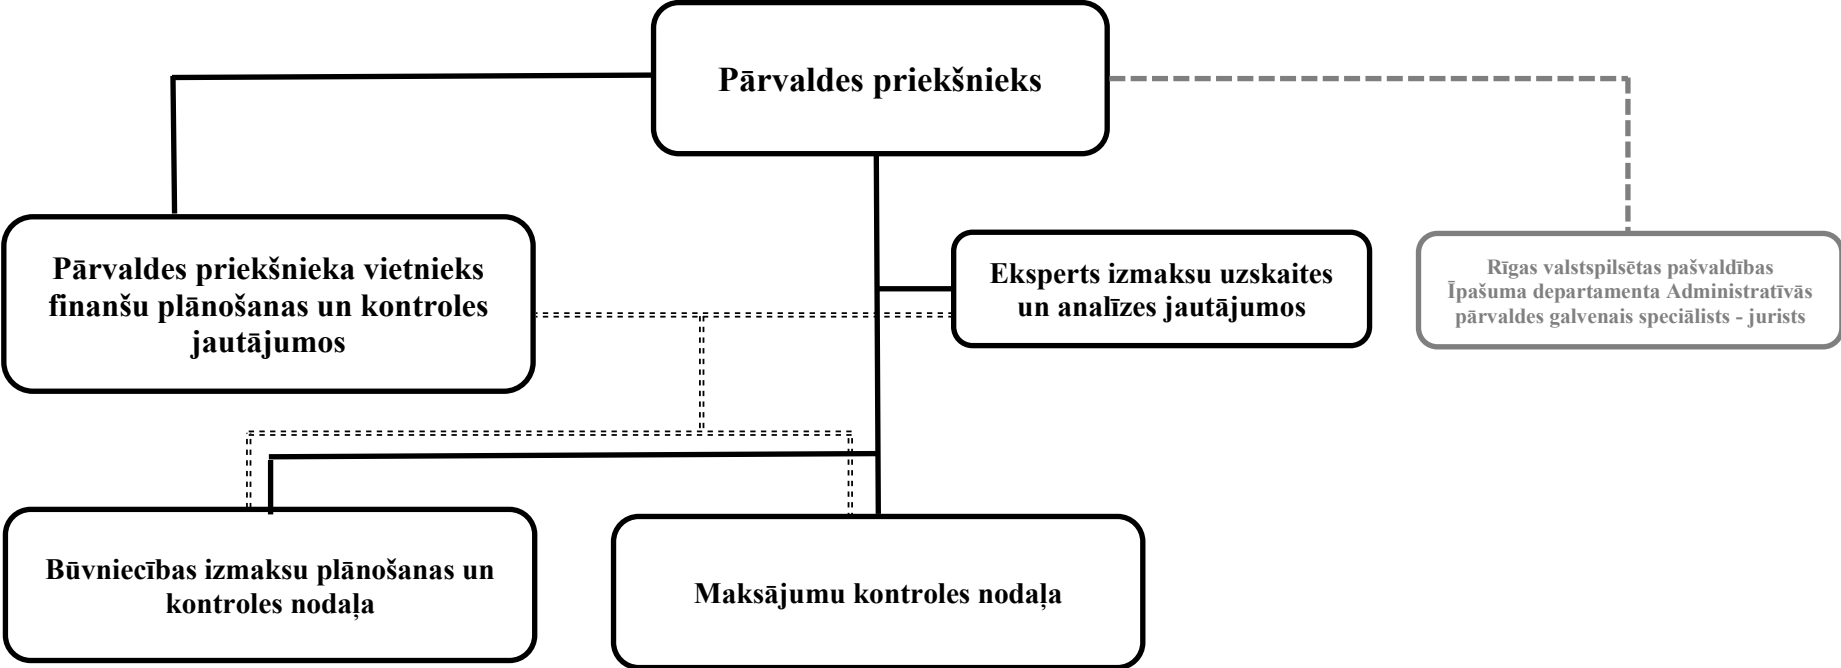 Pārvaldes priekšnieks
Pārvaldes priekšnieka vietnieks
finanšu plānošanas un kontroles
jautājumos
Eksperts izmaksu uzskaites
un analīzes jautājumos
Rīgas valstspilsētas pašvaldības
Īpašuma departamenta Administratīvās
pārvaldes galvenais speciālists - jurists
Būvniecības izmaksu plānošanas un
kontroles nodaļa
Maksājumu kontroles nodaļa